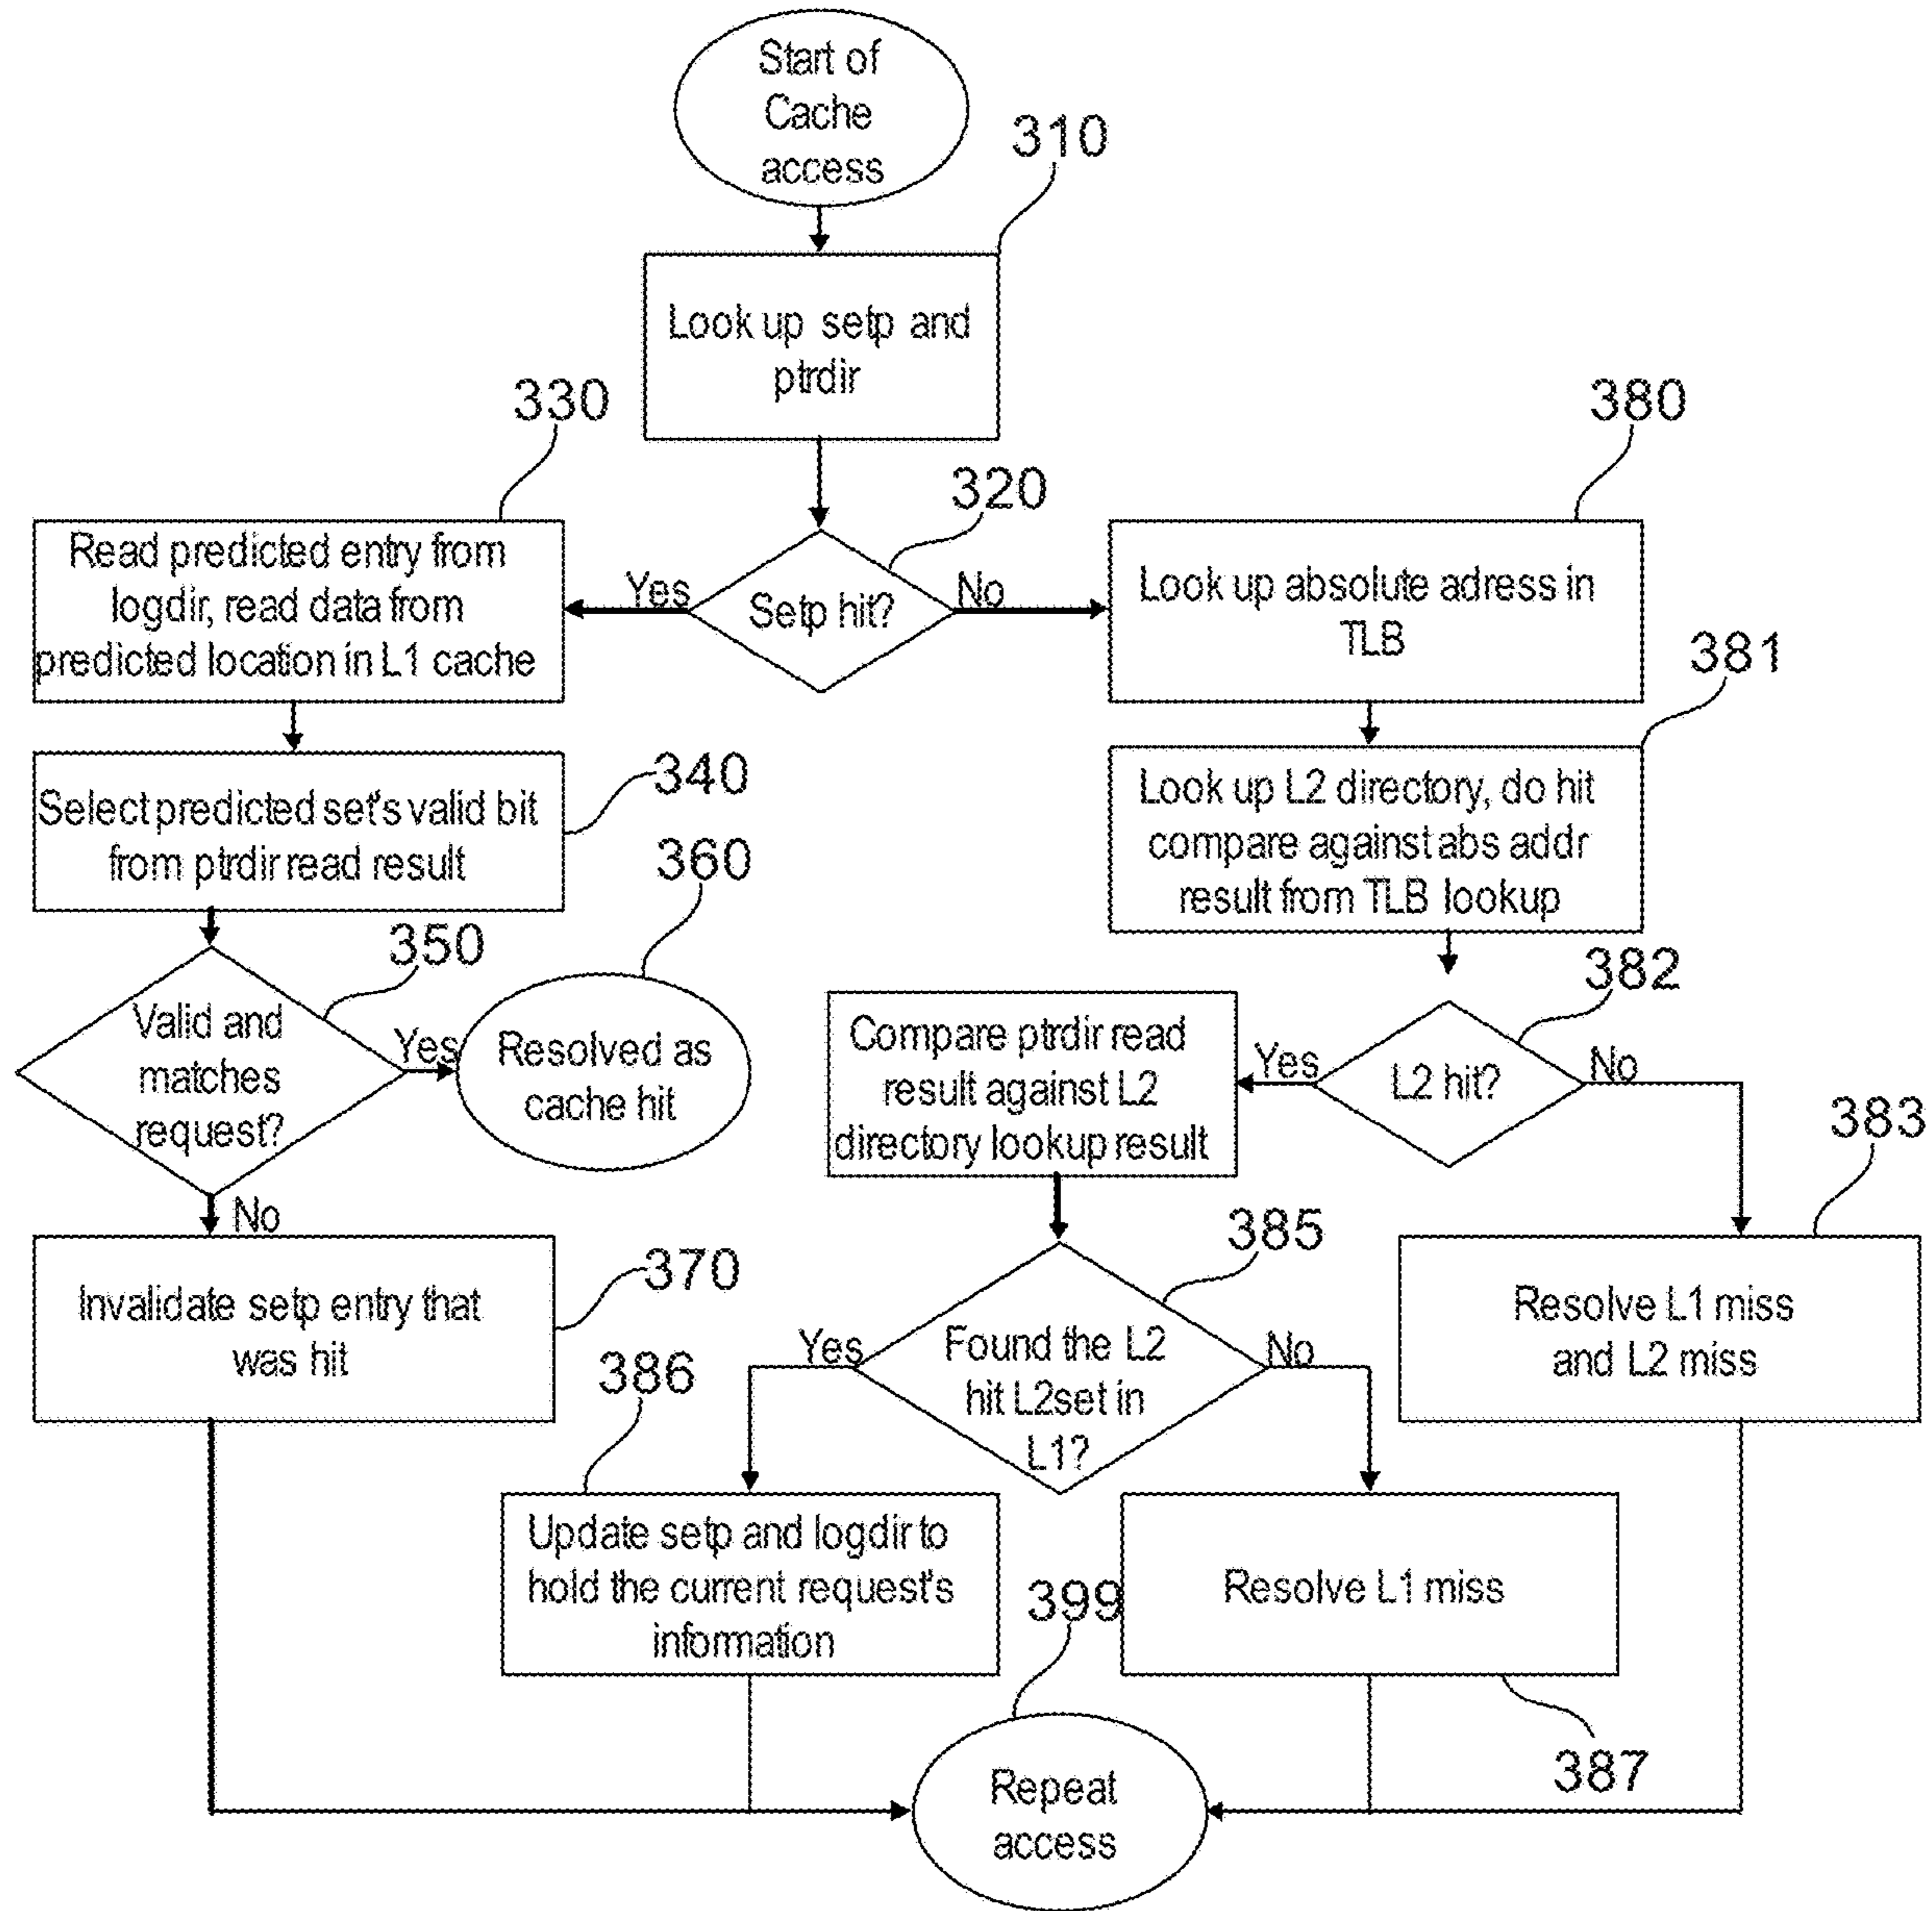 Start of
Cache
access
310
Look up setp and
ptrdir
330
380
320
Read predicted entry from
logdir, read data from
predicted location in L1 cache
Yes
Setp hit?
No
Look up absolute adress in
TLB
381
340
Select predicted set's valid bit
from ptrdir read result
Look up L2 directory, do hit
compare against abs addr
result from TLB lookup
360
350
382
Valid and
matches
request?
Yes
Resolved as
cache hit
Compare ptrdir read
result against L2
directory lookup result
Yes
L2 hit?
No
383
No
385
370
Invalidate setp entry that
was hit
Yes
Found the L2
hit L2set in
L1?
No
Resolve L1 miss
and L2 miss
386
Update setp and logdir to
hold the current request's
information
399
Resolve L1 miss
387
Repeat
access